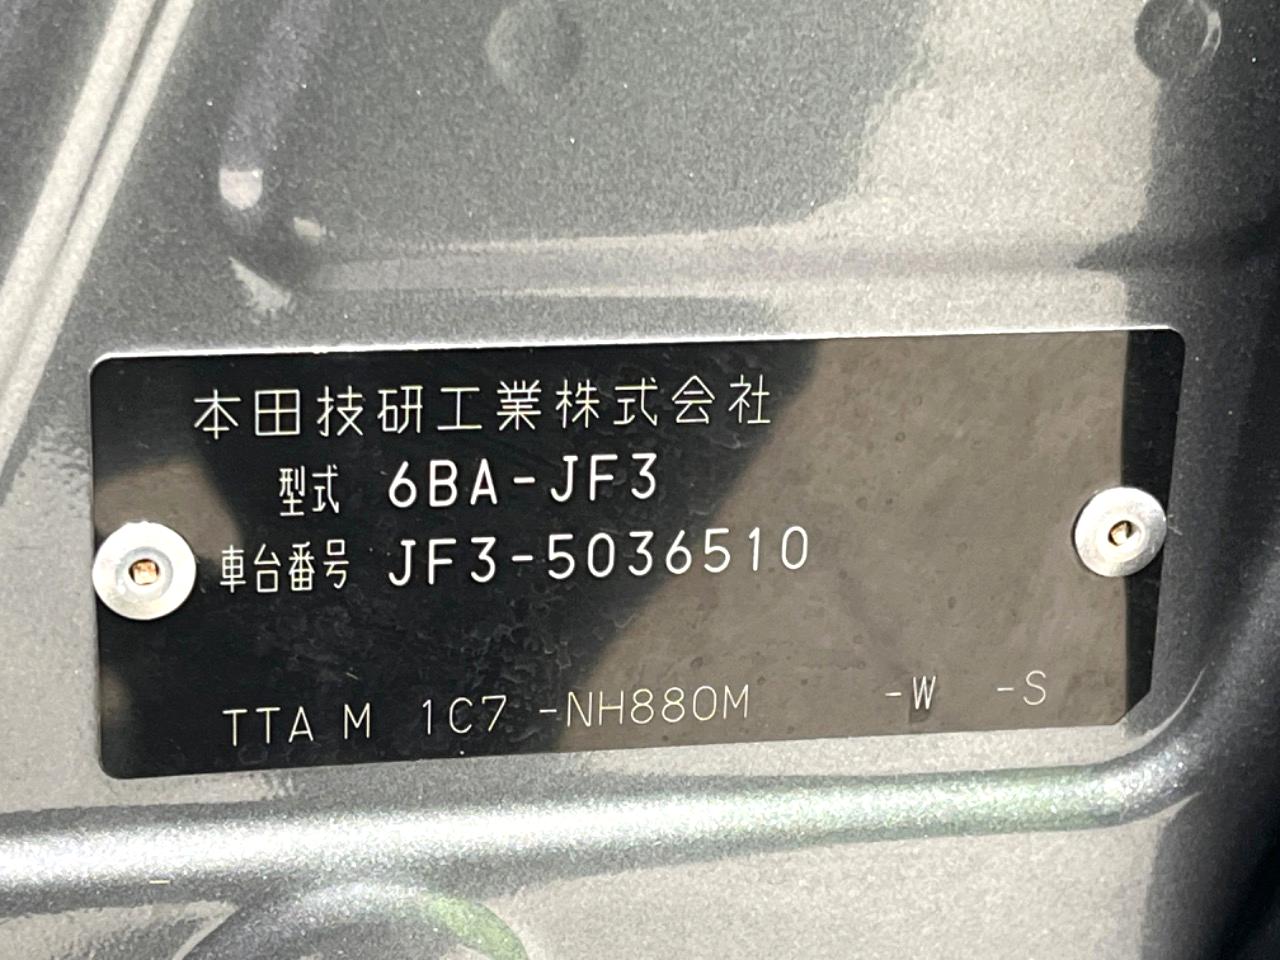 本田技研工業株式会社
型式 6BA-JF3
車台番号 JF3-5036510
TTA M 1C7 -NH880M -W -S